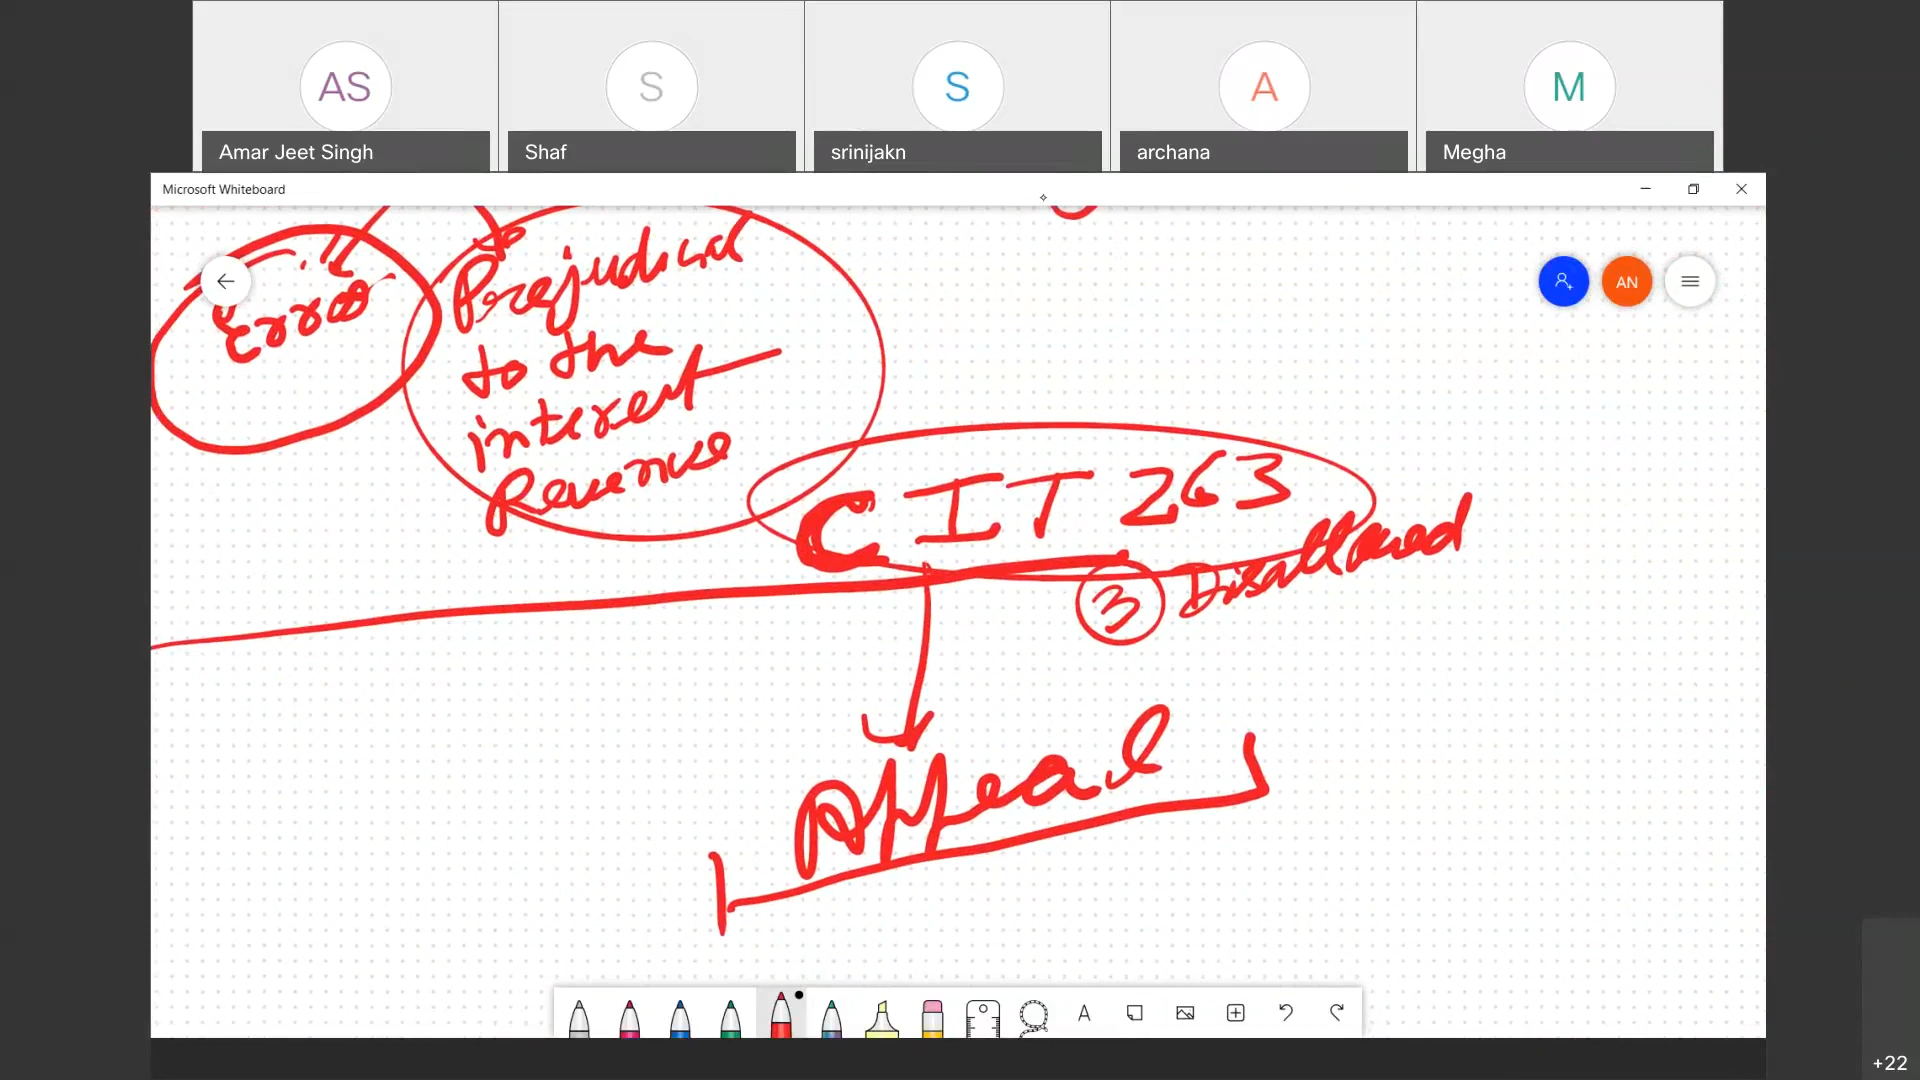 AS
S
S
A
M
Amar Jeet Singh
Shaf
srinijakn
archana
Megha
Microsoft Whiteboard
AN
Error
Prejudicial
to the
interest
Revenue
CIT 263
3 Disallowed
Appeal
A
+22